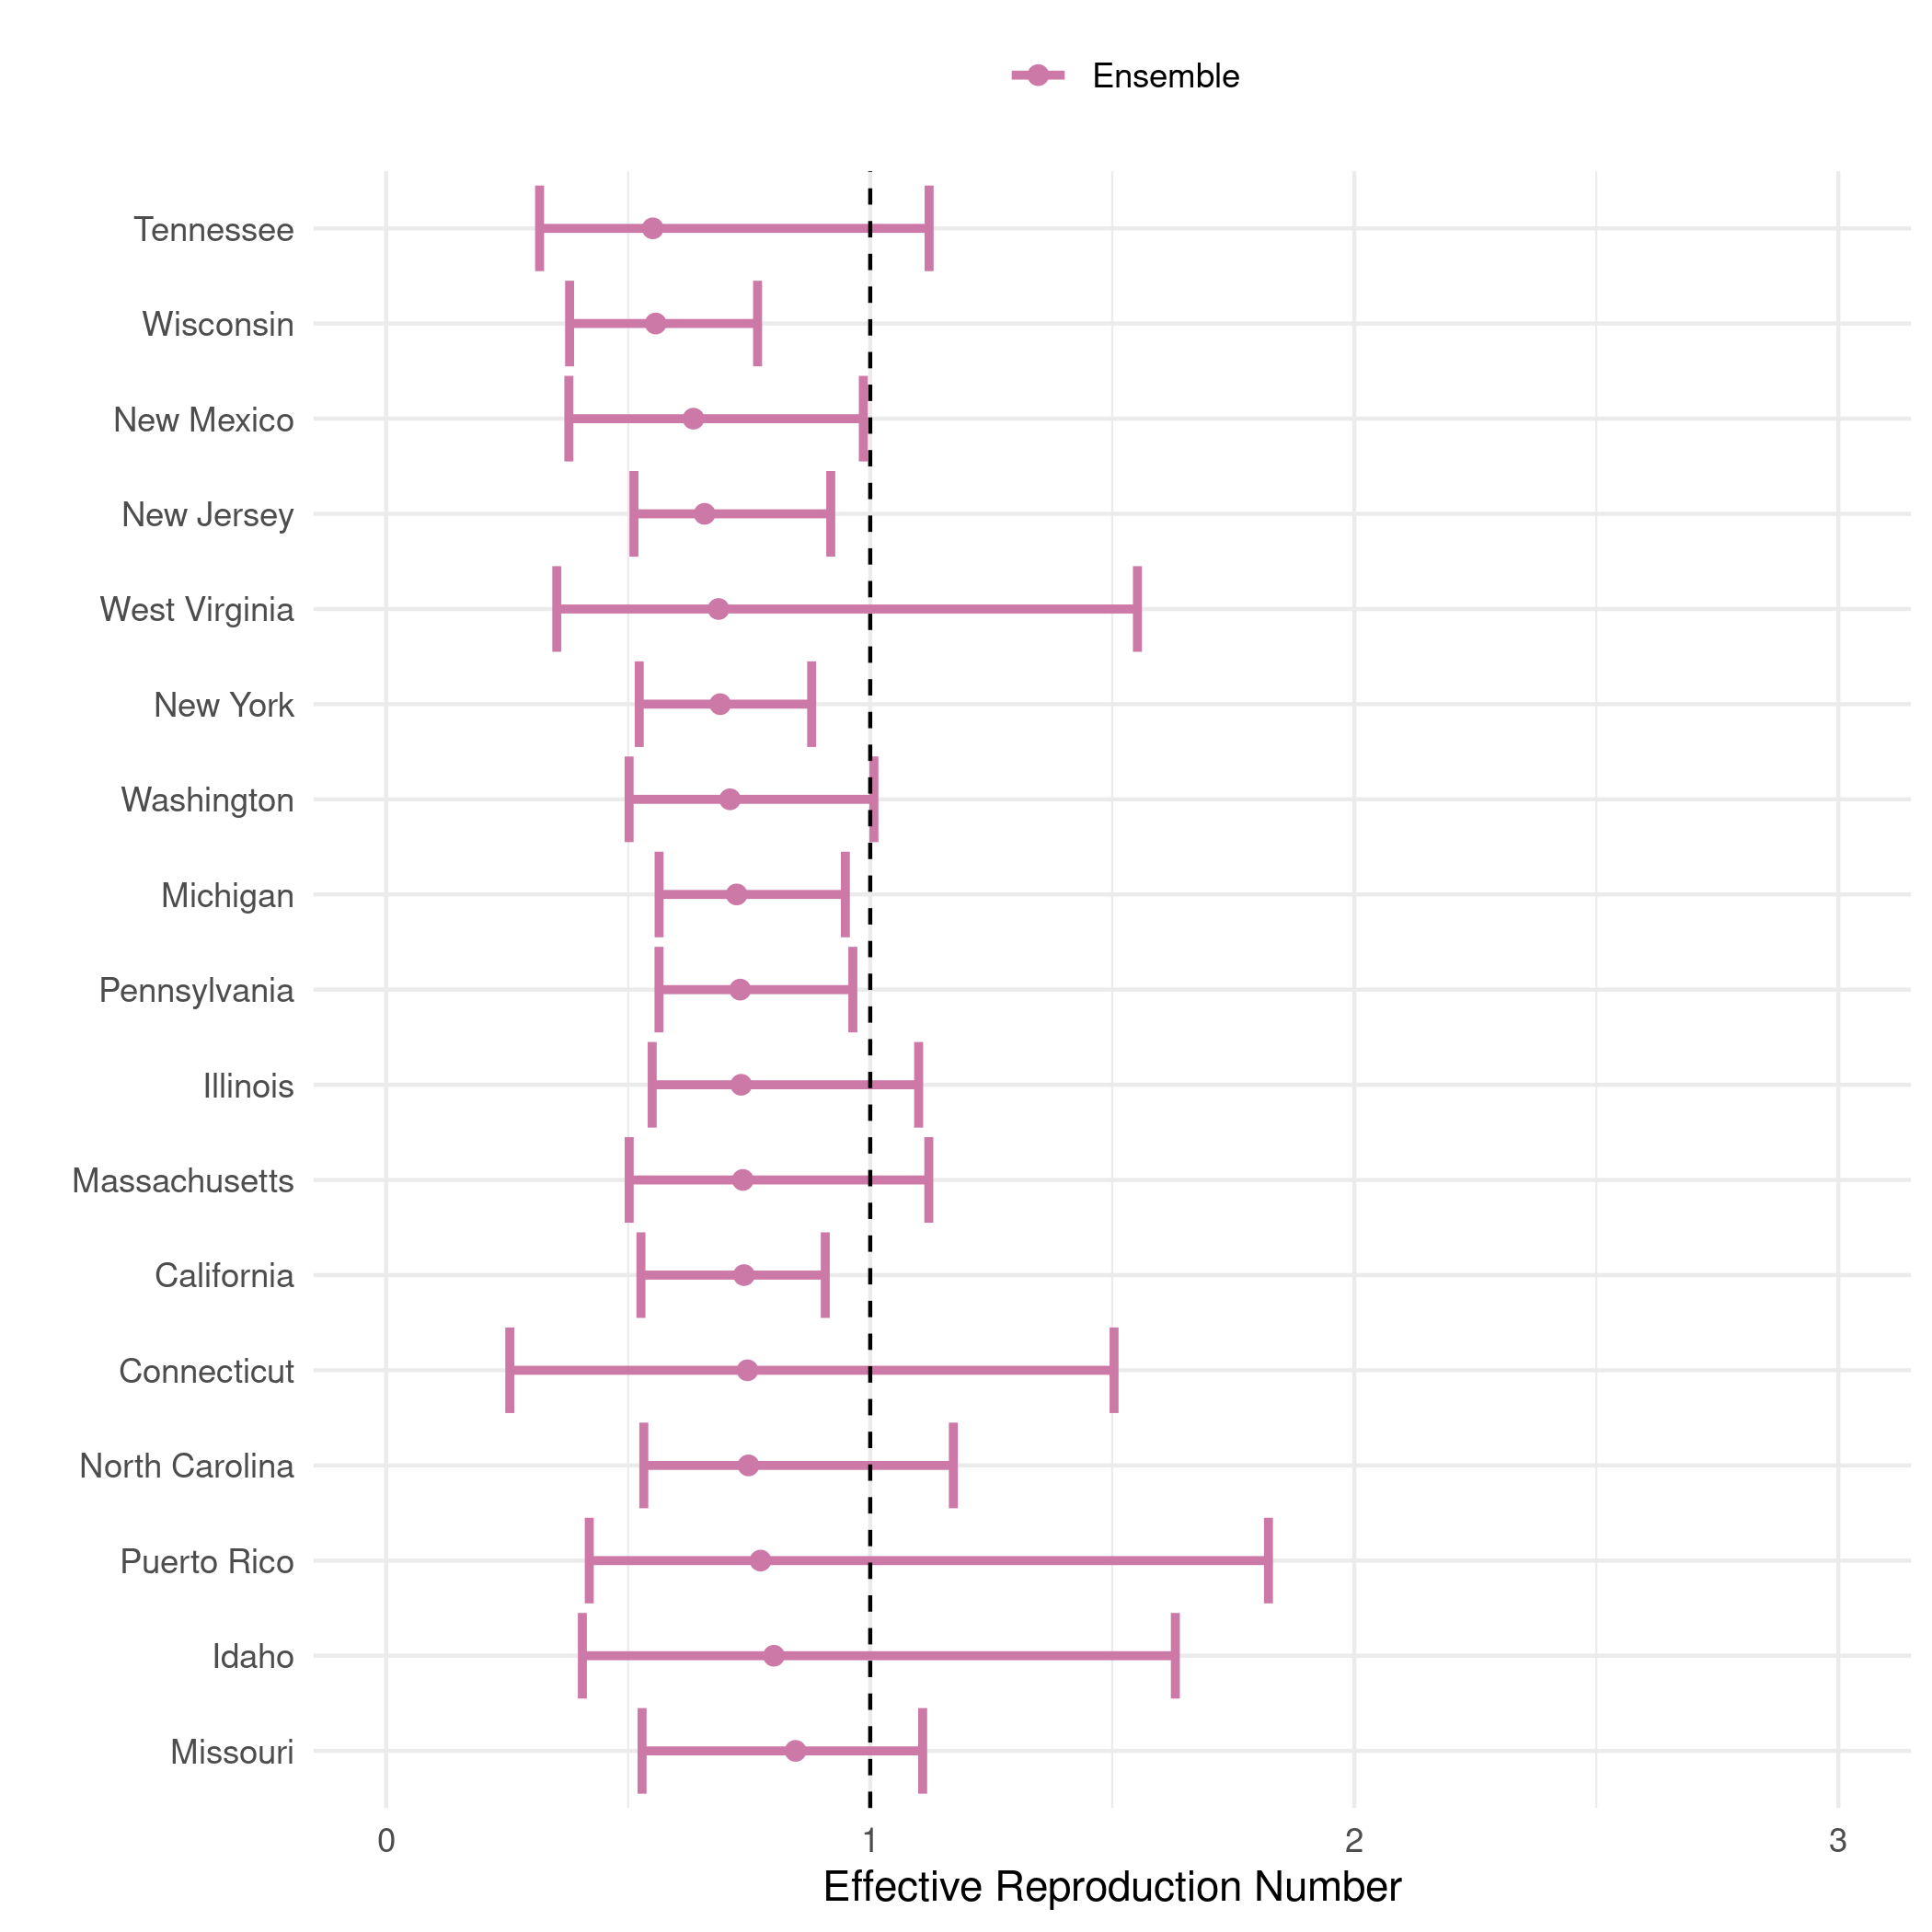 Ensemble
Tennessee
Wisconsin
New Mexico
New Jersey
West Virginia
New York
Washington
Michigan
Pennsylvania
Illinois
Massachusetts
California
Connecticut
North Carolina
Puerto Rico
Idaho
Missouri
0 1 2 3
Effective Reproduction Number